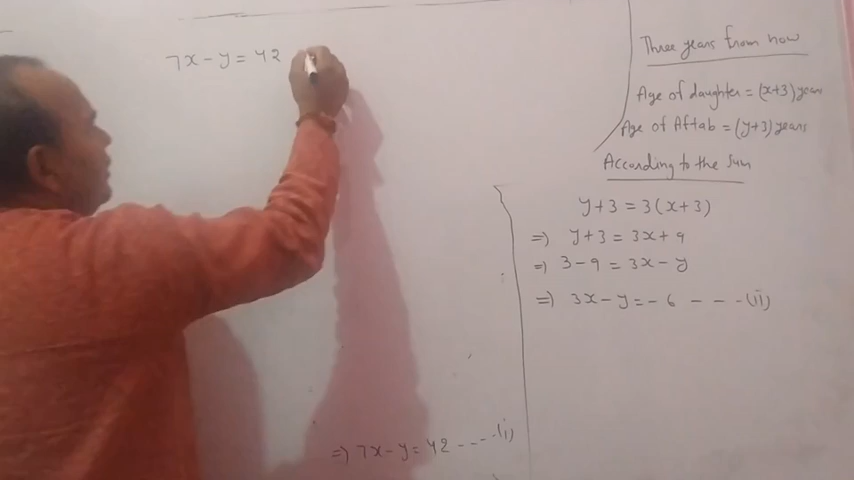 7x - y = 42
=) 7x - y = 42 - - - - (i)
Three years from now
Age of daughter = (x+3) years
Age of Aftab = (y+3) years
According to the sum
y + 3 = 3(x+3)
=) y + 3 = 3x + 9
=) 3 - 9 = 3x - y
=) 3x - y = - 6 - - - (ii)